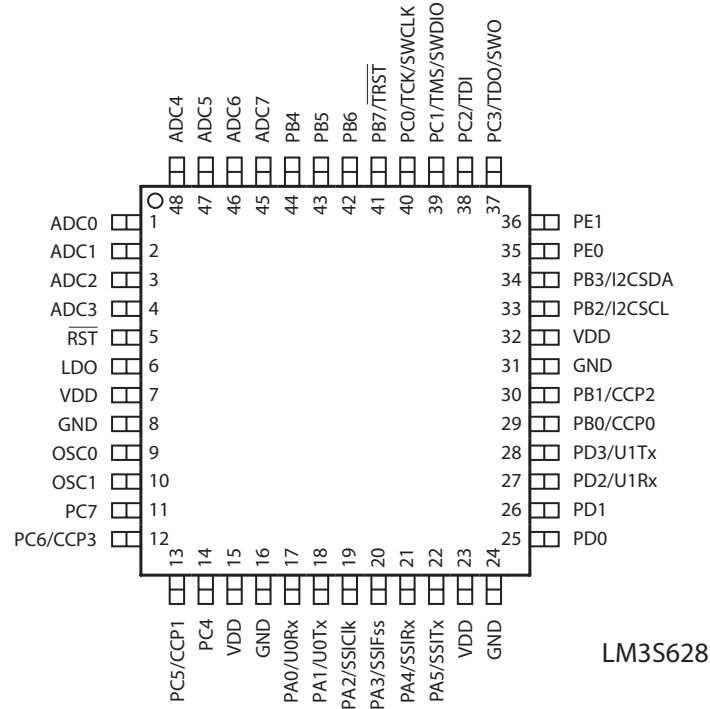 ADC4
ADC5
ADC6
ADC7
PB4
PB5
PB6
PB7/TRST
PC0/TCK/SWCLK
PC1/TMS/SWDIO
PC2/TDI
PC3/TDO/SWO
48
47
46
45
44
43
42
41
40
39
38
37
ADC0 1
ADC1 2
ADC2 3
ADC3 4
RST 5
LDO 6
VDD 7
GND 8
OSC0 9
OSC1 10
PC7 11
PC6/CCP3 12
36 PE1
35 PE0
34 PB3/I2CSDA
33 PB2/I2CSCL
32 VDD
31 GND
30 PB1/CCP2
29 PB0/CCP0
28 PD3/U1Tx
27 PD2/U1Rx
26 PD1
25 PD0
13
14
15
16
17
18
19
20
21
22
23
24
PC5/CCP1
PC4
VDD
GND
PA0/U0Rx
PA1/U0Tx
PA2/SSIClk
PA3/SSIFss
PA4/SSIRx
PA5/SSITx
VDD
GND
LM3S628